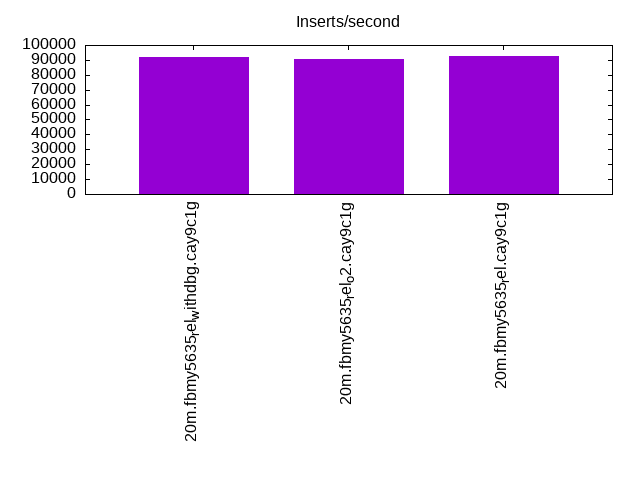 Inserts/second
100000
90000
80000
70000
60000
50000
40000
30000
20000
10000
0
20m.fbmy5635relwithdbg.cay9c1g
20m.fbmy5635relo2.cay9c1g
20m.fbmy5635rel.cay9c1g